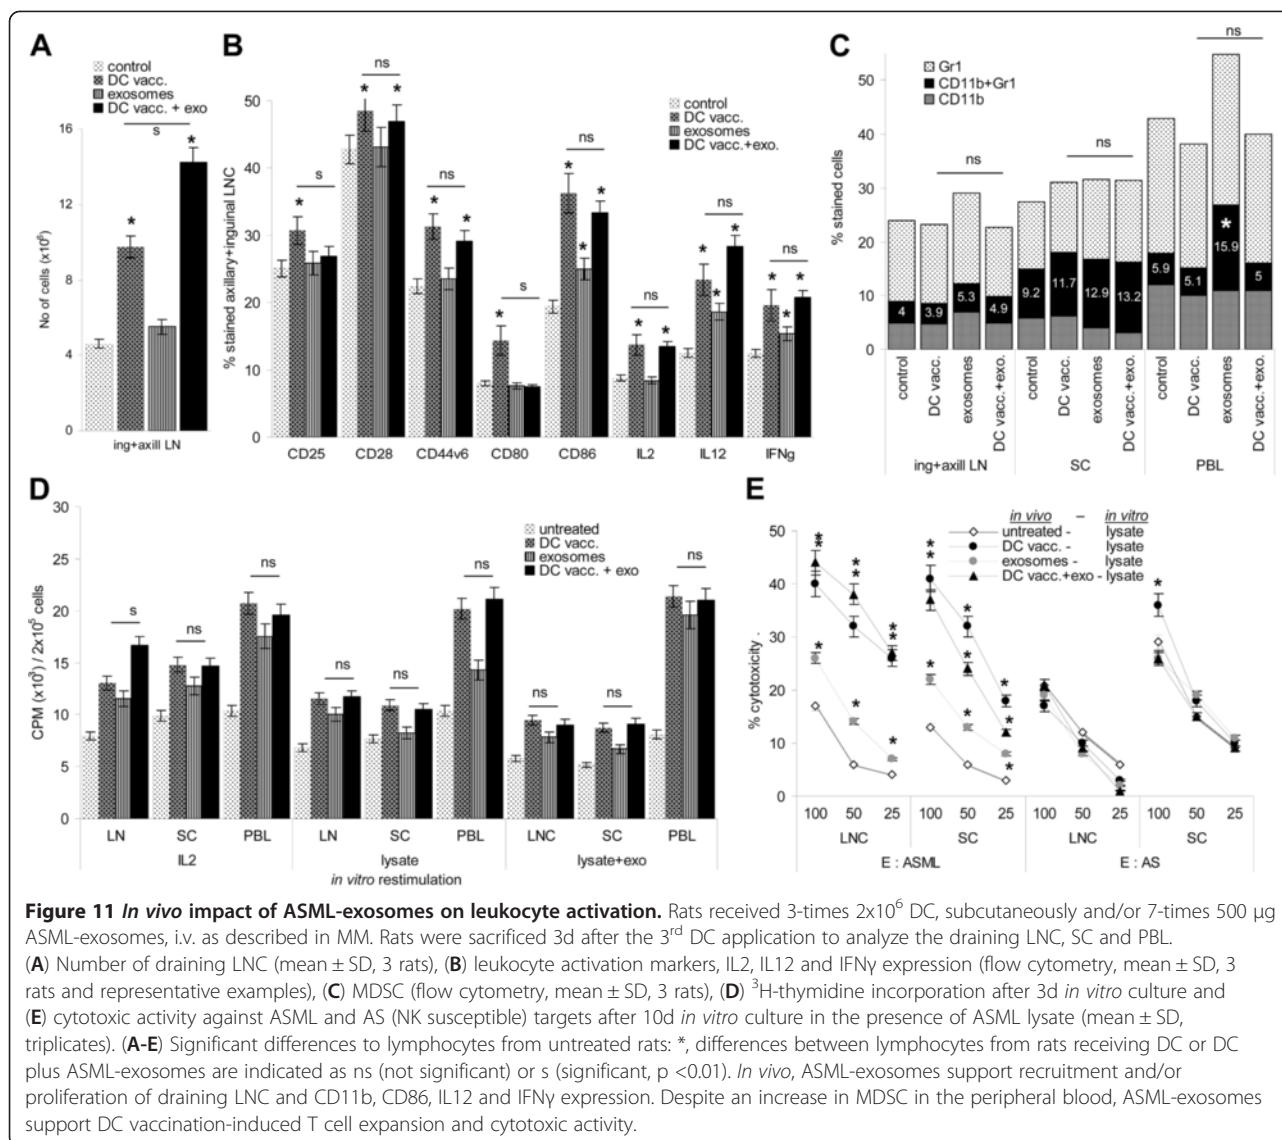 A
control
DC vacc.
exosomes
DC vacc. + exo
16
12
8
4
0
No of cells (x10⁶)
s
*
*
ing+axill LN
B
control
DC vacc.
exosomes
DC vacc.+exo.
50
40
30
20
10
0
% stained axillary+inguinal LNC
s
ns
ns
s
ns
ns
ns
ns
CD25
CD28
CD44v6
CD80
CD86
IL2
IL12
IFNg
C
Gr1
CD11b+Gr1
CD11b
50
40
30
20
10
0
% stained cells
ns
ns
ns
4
3.9
5.3
4.9
9.2
11.7
12.9
13.2
5.9
5.1
*
15.9
5
control
DC vacc.
exosomes
DC vacc.+exo.
control
DC vacc.
exosomes
DC vacc.+exo.
control
DC vacc.
exosomes
DC vacc.+exo.
ing+axill LN
SC
PBL
D
untreated
DC vacc.
exosomes
DC vacc. + exo
30
25
20
15
10
5
0
CPM (x10³) / 2x10⁵ cells
s
ns
ns
ns
ns
ns
ns
ns
ns
LN
SC
PBL
LN
SC
PBL
LNC
SC
PBL
IL2
lysate
lysate+exo
in vitro restimulation
E
in vivo – in vitro
untreated - lysate
DC vacc. - lysate
exosomes - lysate
DC vacc.+exo - lysate
50
40
30
20
10
0
% cytotoxicity .
100 50 25
100 50 25
100 50 25
100 50 25
LNC
SC
LNC
SC
E : ASML
E : AS
Figure 11 In vivo impact of ASML-exosomes on leukocyte activation. Rats received 3-times 2x10⁶ DC, subcutaneously and/or 7-times 500 μg
ASML-exosomes, i.v. as described in MM. Rats were sacrificed 3d after the 3rd DC application to analyze the draining LNC, SC and PBL.
(A) Number of draining LNC (mean ± SD, 3 rats), (B) leukocyte activation markers, IL2, IL12 and IFNγ expression (flow cytometry, mean ± SD, 3
rats and representative examples), (C) MDSC (flow cytometry, mean ± SD, 3 rats), (D) ³H-thymidine incorporation after 3d in vitro culture and
(E) cytotoxic activity against ASML and AS (NK susceptible) targets after 10d in vitro culture in the presence of ASML lysate (mean ± SD,
triplicates). (A-E) Significant differences to lymphocytes from untreated rats: *, differences between lymphocytes from rats receiving DC or DC
plus ASML-exosomes are indicated as ns (not significant) or s (significant, p <0.01). In vivo, ASML-exosomes support recruitment and/or
proliferation of draining LNC and CD11b, CD86, IL12 and IFNγ expression. Despite an increase in MDSC in the peripheral blood, ASML-exosomes
support DC vaccination-induced T cell expansion and cytotoxic activity.